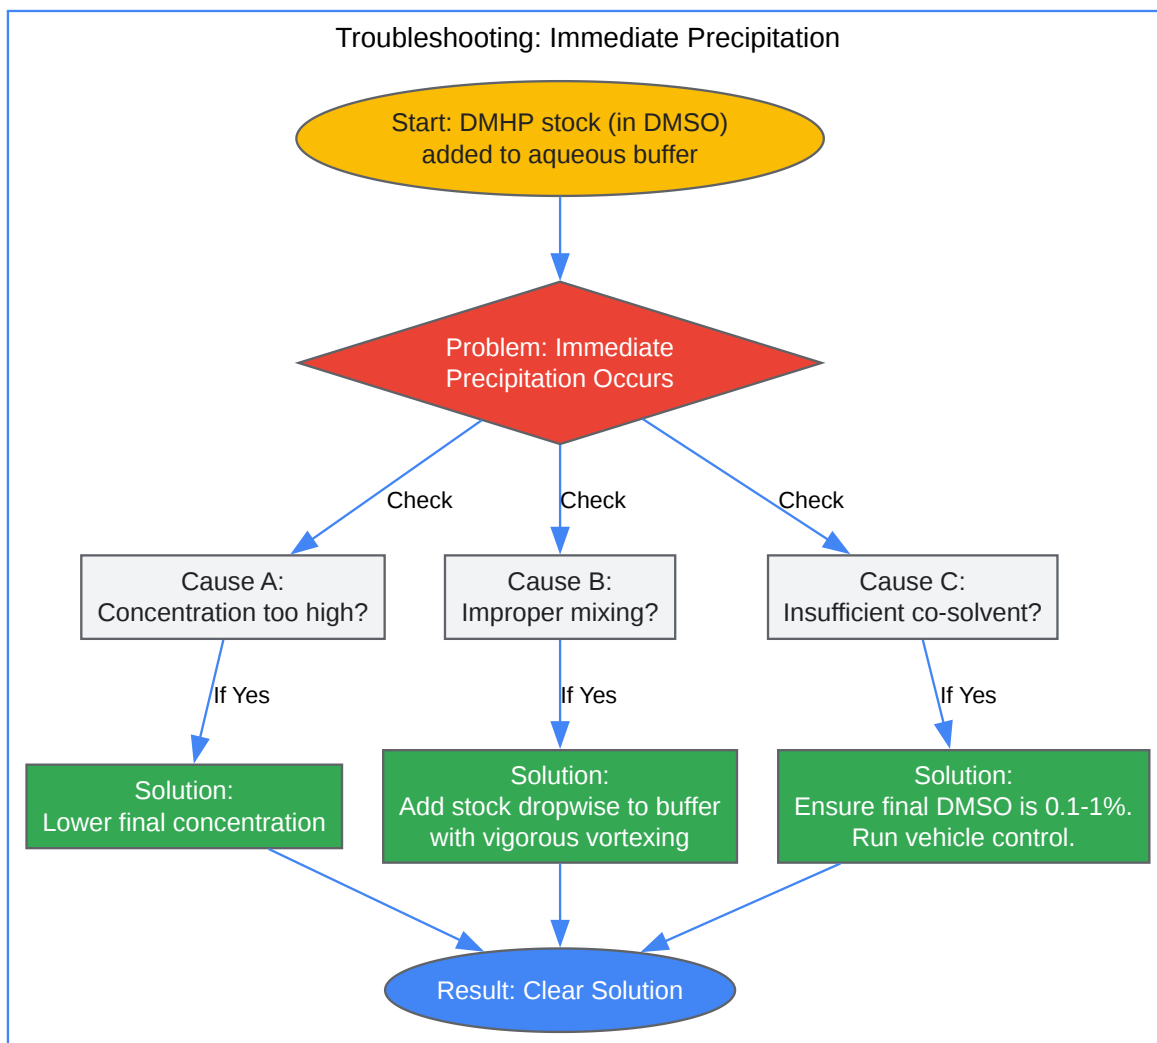 Troubleshooting: Immediate Precipitation
Start: DMHP stock (in DMSO)
added to aqueous buffer
Problem: Immediate
Precipitation Occurs
Check
Check
Check
Cause A:
Concentration too high?
Cause B:
Improper mixing?
Cause C:
Insufficient co-solvent?
If Yes
If Yes
If Yes
Solution:
Lower final concentration
Solution:
Add stock dropwise to buffer
with vigorous vortexing
Solution:
Ensure final DMSO is 0.1-1%.
Run vehicle control.
Result: Clear Solution